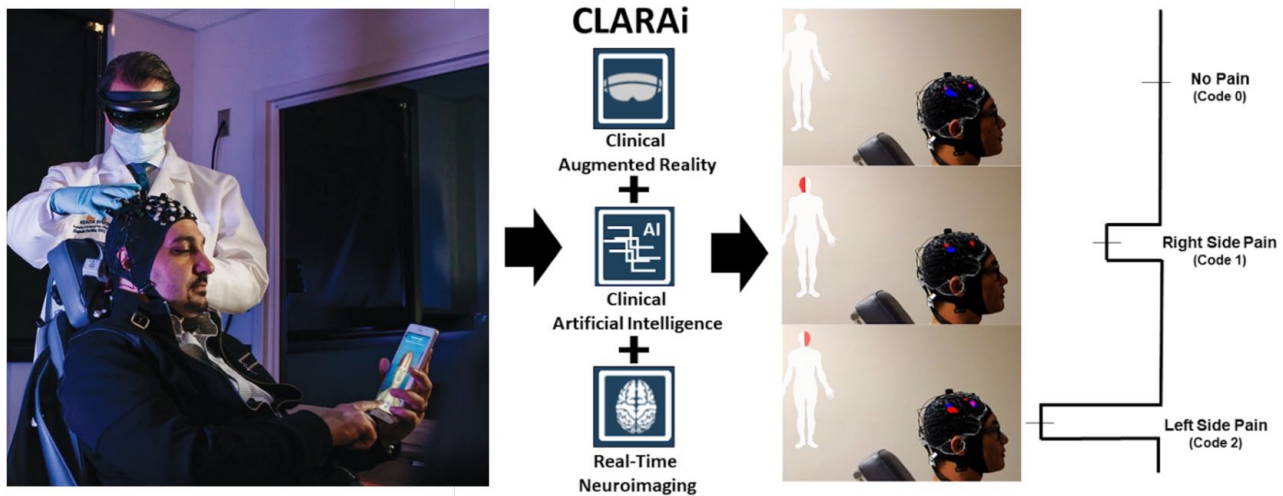 CLARAi
Clinical
Augmented Reality
+
AI
Clinical
Artificial Intelligence
+
Real-Time
Neuroimaging
No Pain
(Code 0)
Right Side Pain
(Code 1)
Left Side Pain
(Code 2)